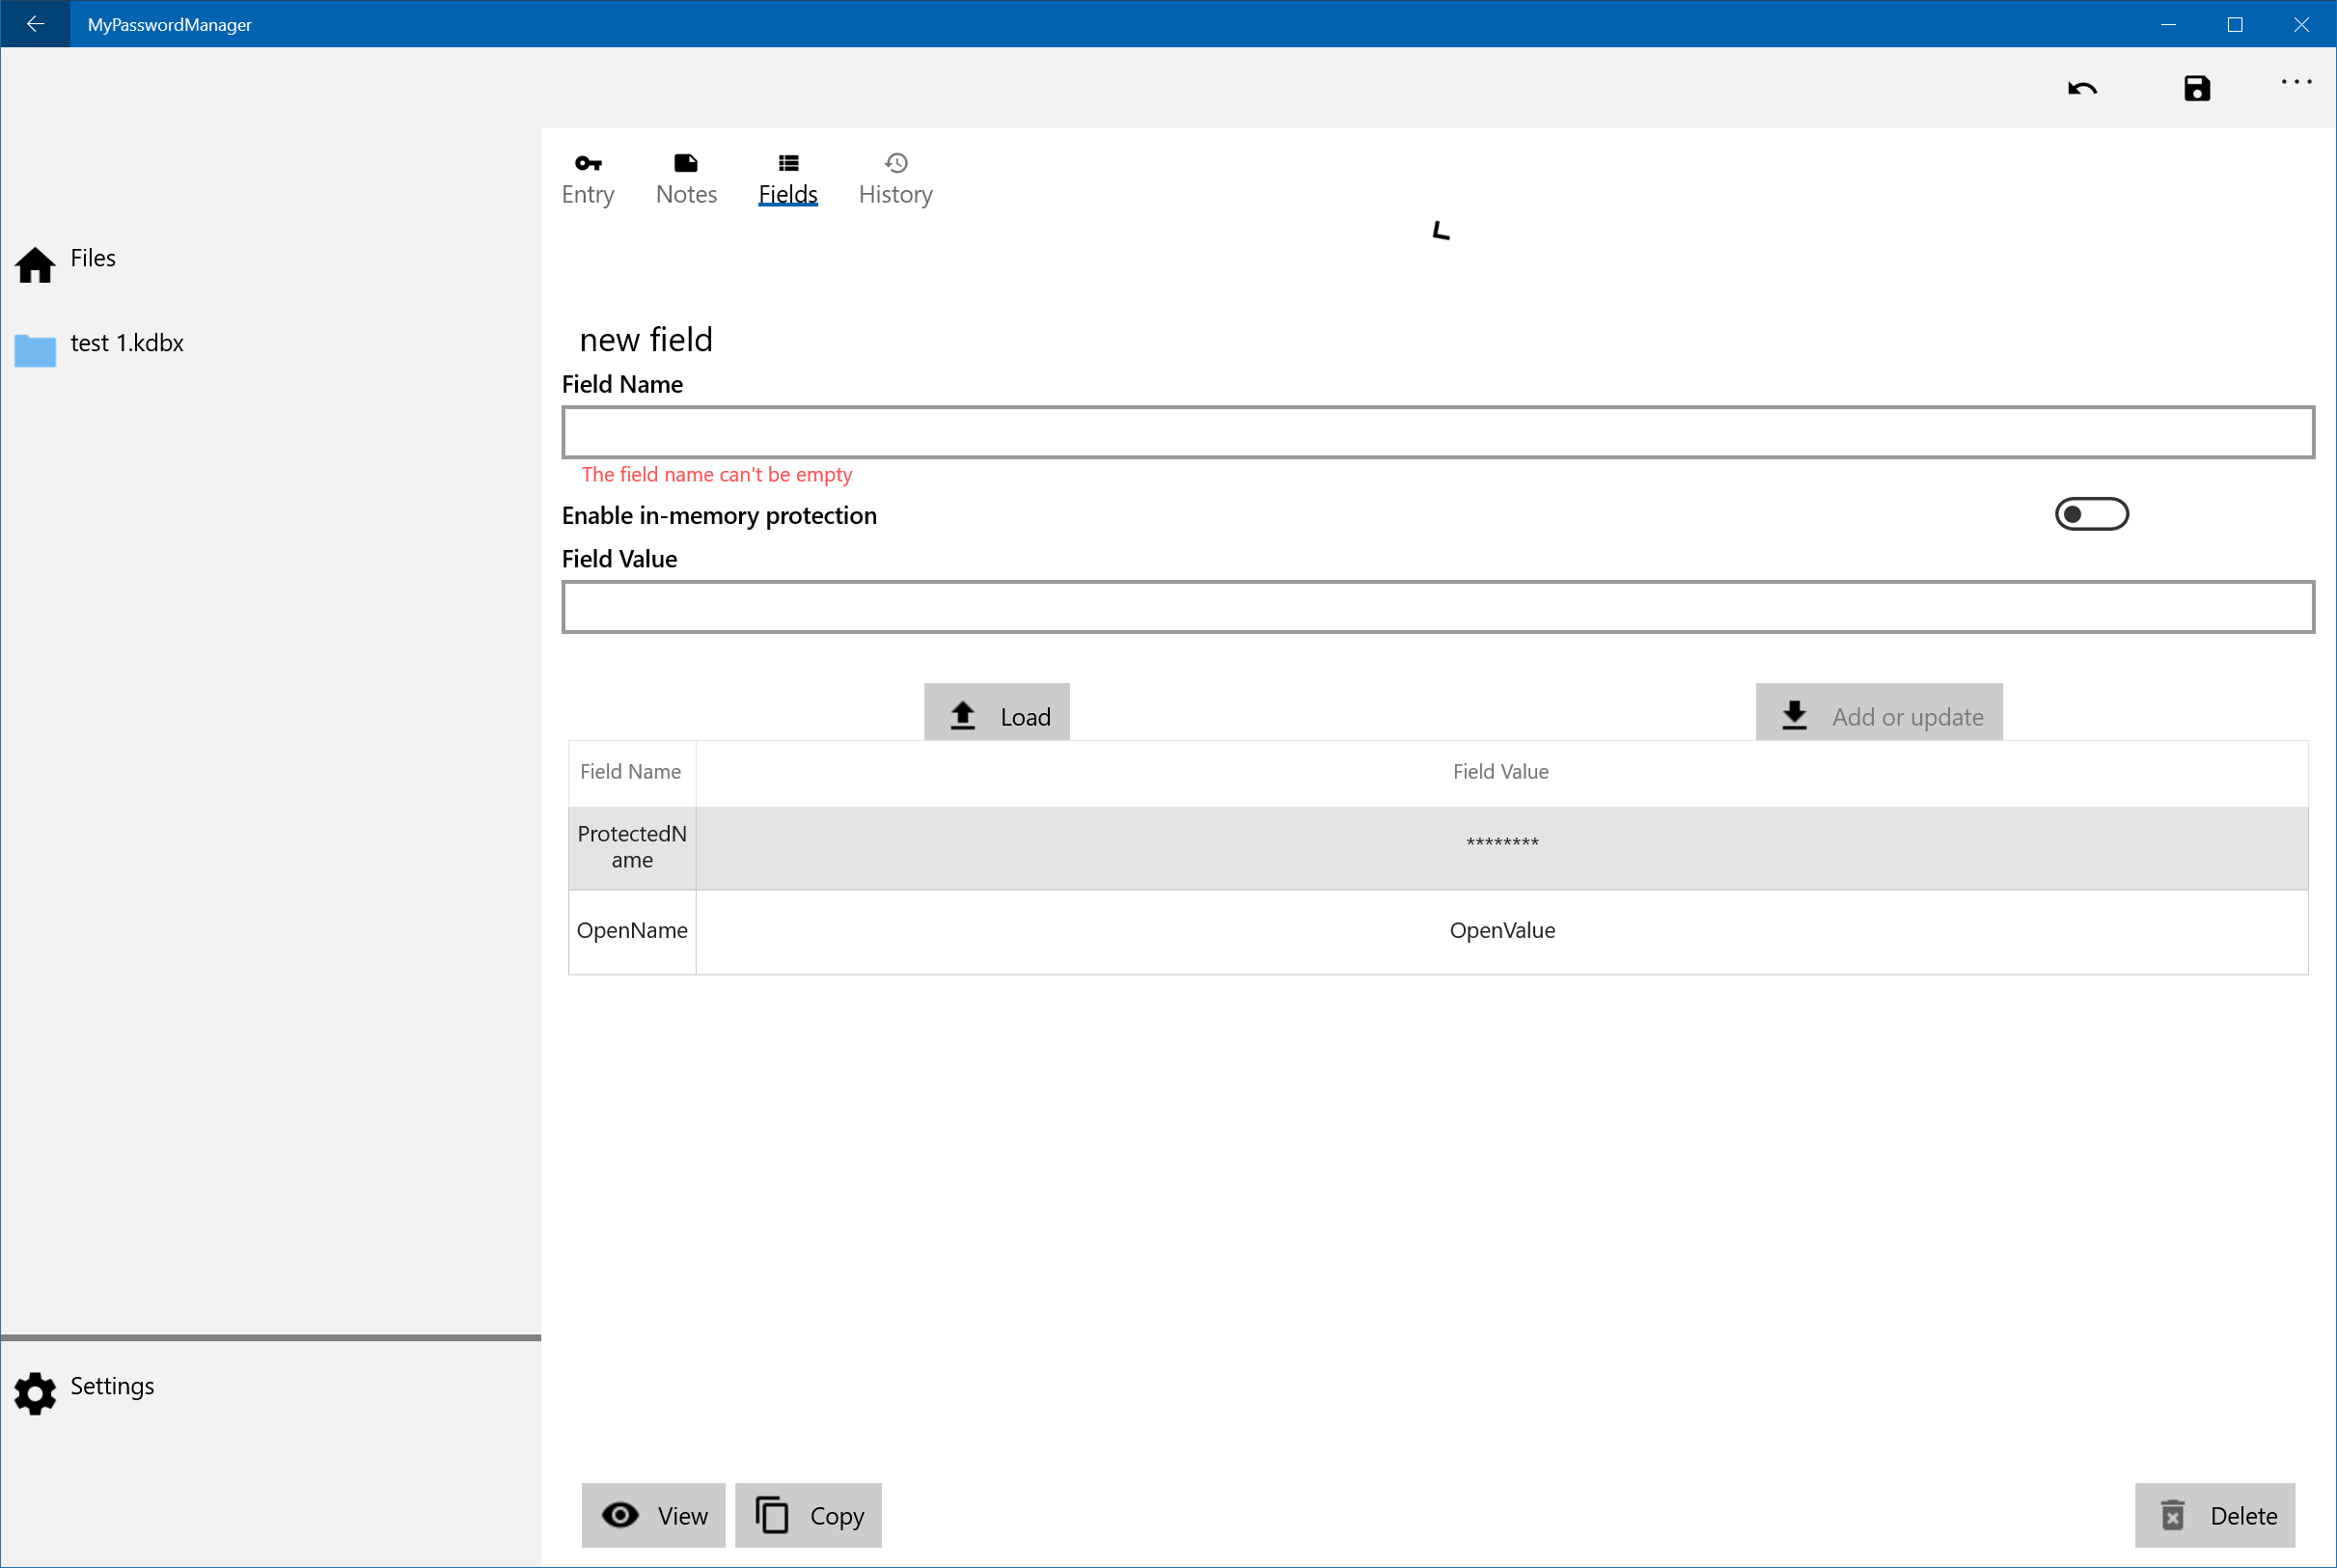 MyPasswordManager
Entry
Notes
Fields
History
Files
test 1.kdbx
new field
Field Name
The field name can't be empty
Enable in-memory protection
Field Value
Load
Add or update
Field Name
Field Value
ProtectedN
ame
********
OpenName
OpenValue
Settings
View
Copy
Delete